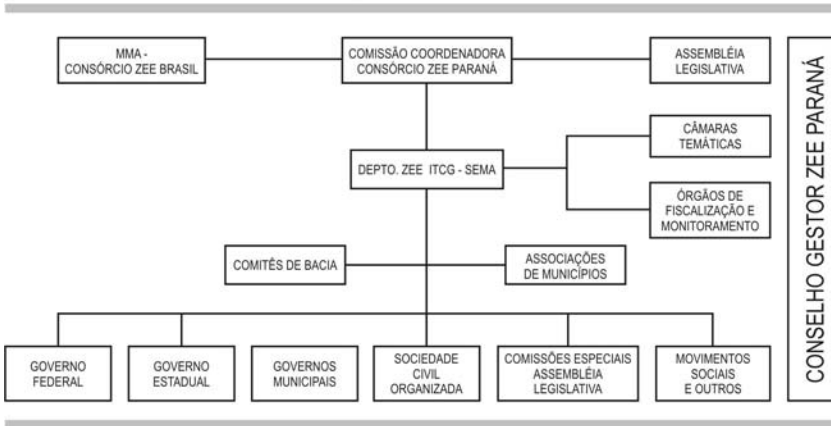 MMA -
CONSÓRCIO ZEE BRASIL
COMISSÃO COORDENADORA
CONSÓRCIO ZEE PARANÁ
ASSEMBLÉIA
LEGISLATIVA
CÂMARAS
TEMÁTICAS
DEPTO. ZEE ITCG - SEMA
ÓRGÃOS DE
FISCALIZAÇÃO E
MONITORAMENTO
COMITÊS DE BACIA
ASSOCIAÇÕES
DE MUNICÍPIOS
GOVERNO
FEDERAL
GOVERNO
ESTADUAL
GOVERNOS
MUNICIPAIS
SOCIEDADE
CIVIL
ORGANIZADA
COMISSÕES ESPECIAIS
ASSEMBLÉIA
LEGISLATIVA
MOVIMENTOS
SOCIAIS
E OUTROS
CONSELHO GESTOR ZEE PARANÁ